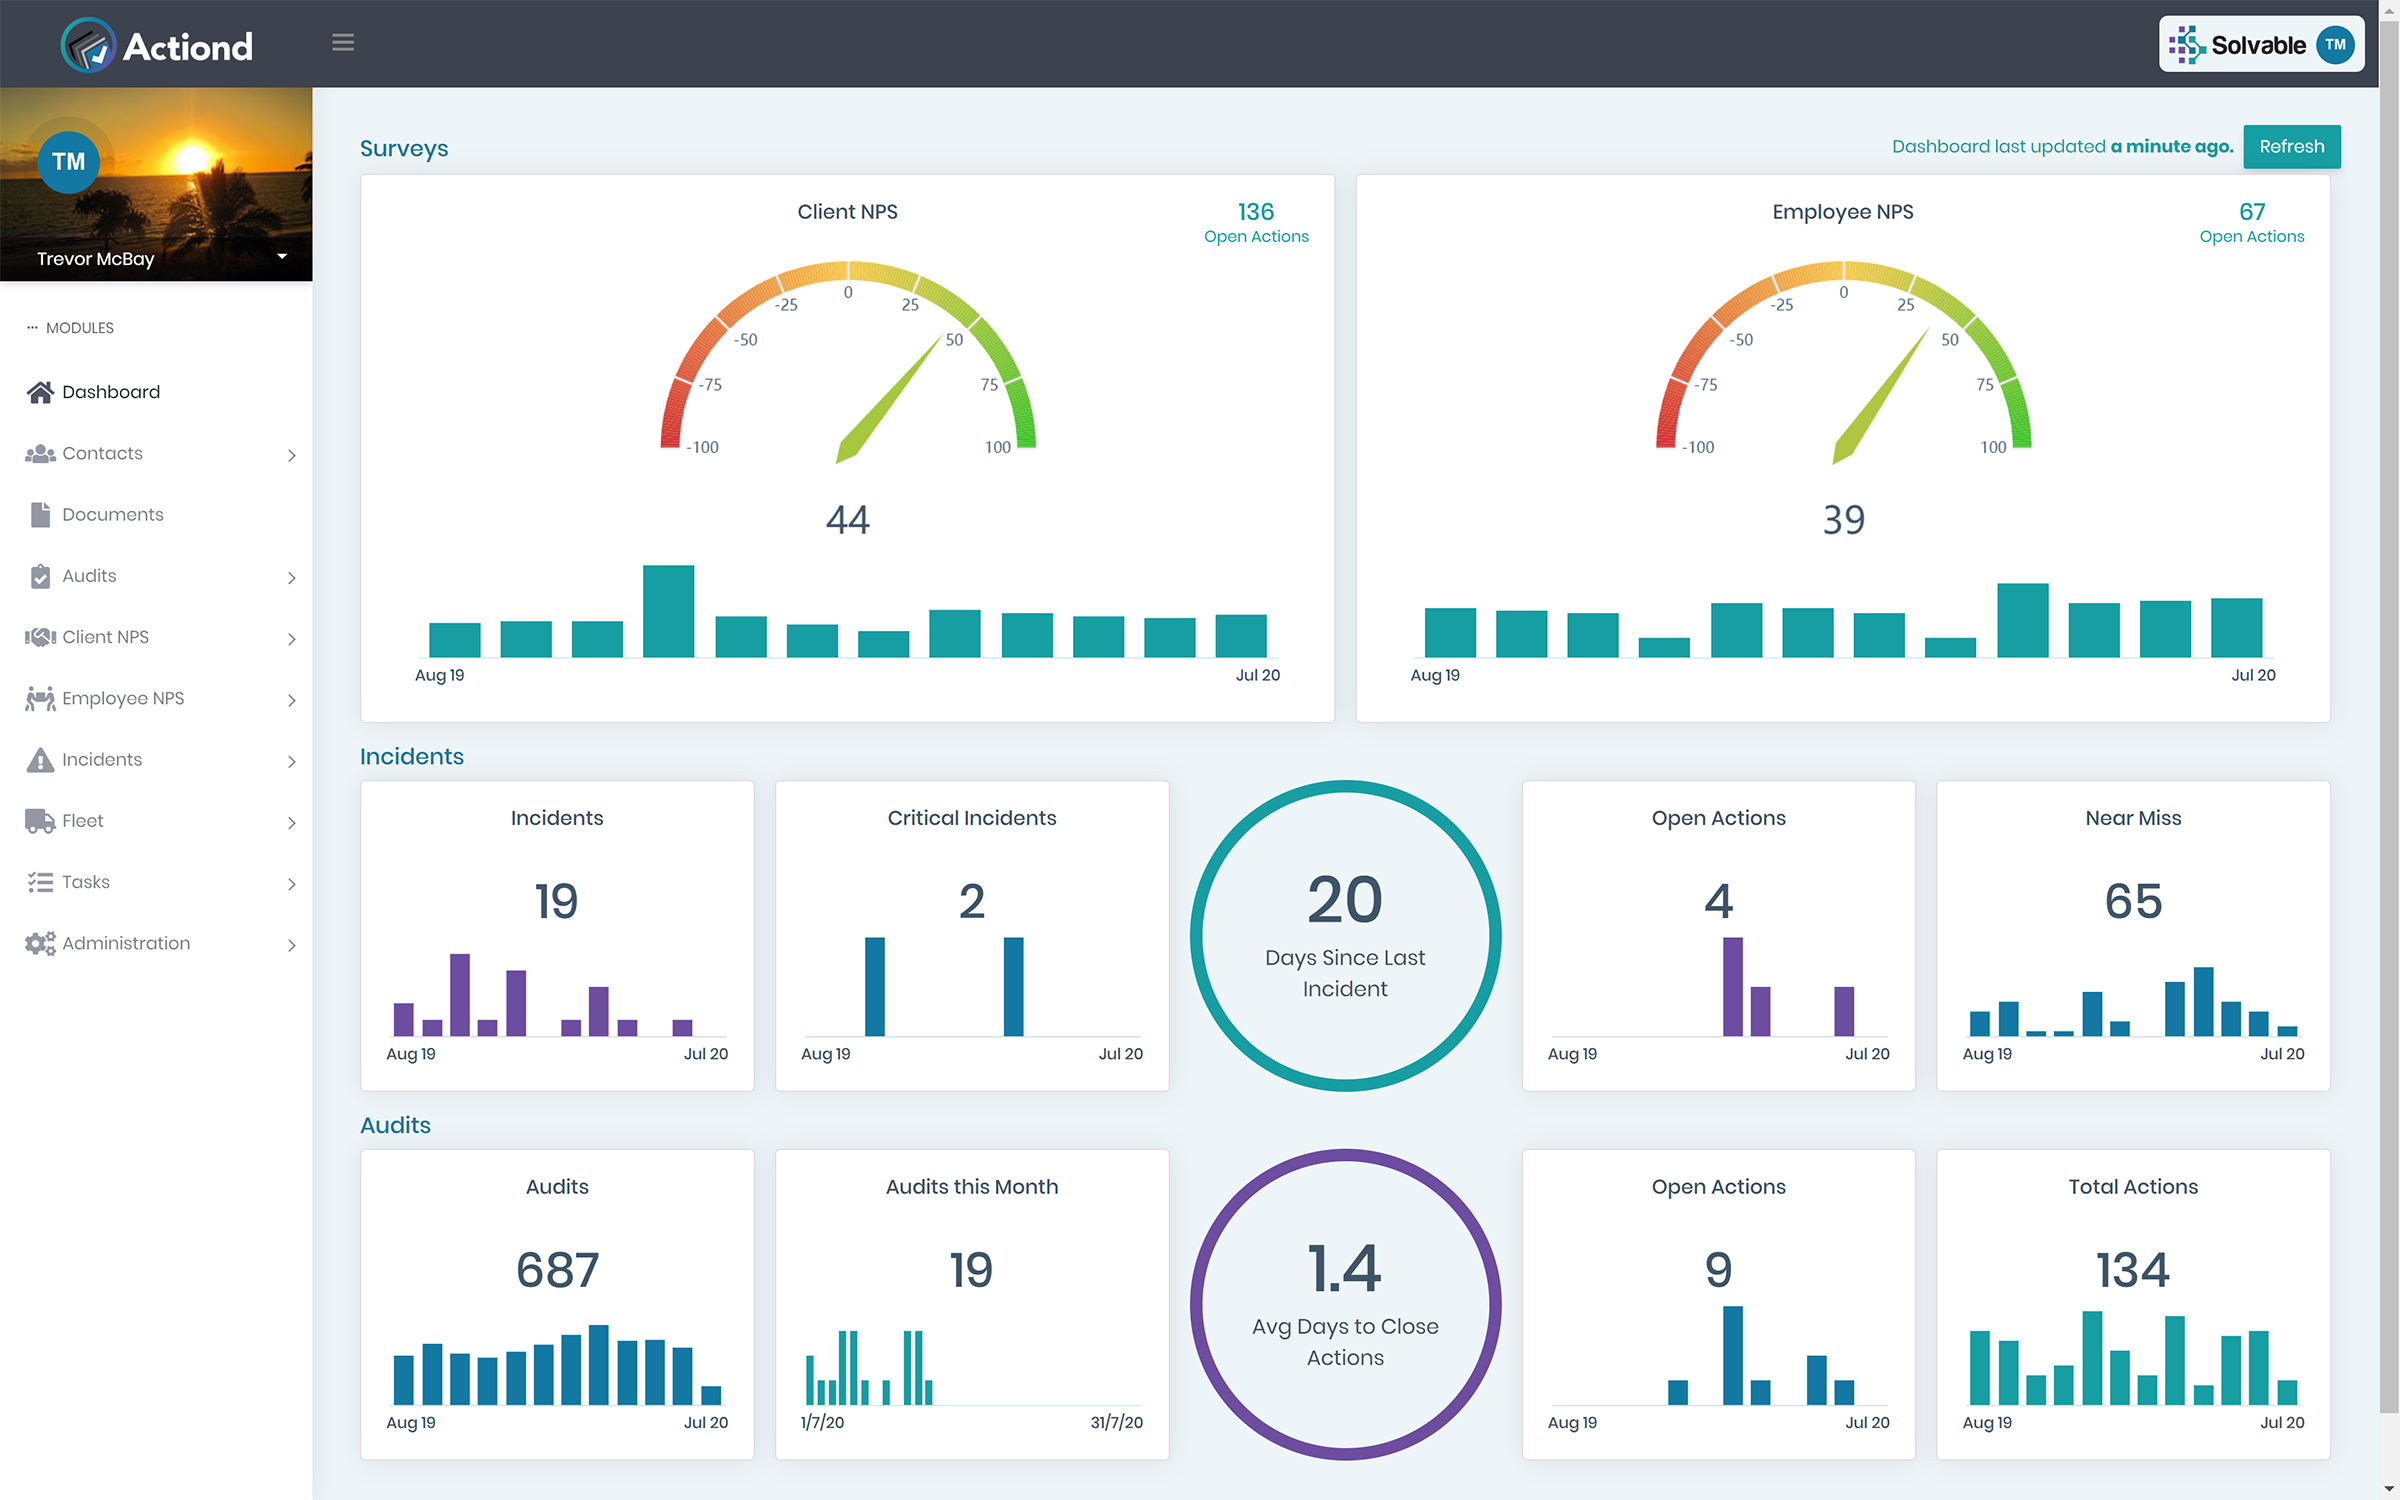 Actiond
Solvable TM
TM
Trevor McBay
··· MODULES
Dashboard
Contacts
Documents
Audits
Client NPS
Employee NPS
Incidents
Fleet
Tasks
Administration
Surveys
Dashboard last updated a minute ago.
Refresh
Client NPS
136
Open Actions
-100
-75
-50
-25
0
25
50
75
100
44
Aug 19
Jul 20
Employee NPS
67
Open Actions
-100
-75
-50
-25
0
25
50
75
100
39
Aug 19
Jul 20
Incidents
Incidents
19
Aug 19
Jul 20
Critical Incidents
2
Aug 19
Jul 20
20
Days Since Last
Incident
Open Actions
4
Aug 19
Jul 20
Near Miss
65
Aug 19
Jul 20
Audits
Audits
687
Aug 19
Jul 20
Audits this Month
19
1/7/20
31/7/20
1.4
Avg Days to Close
Actions
Open Actions
9
Aug 19
Jul 20
Total Actions
134
Aug 19
Jul 20